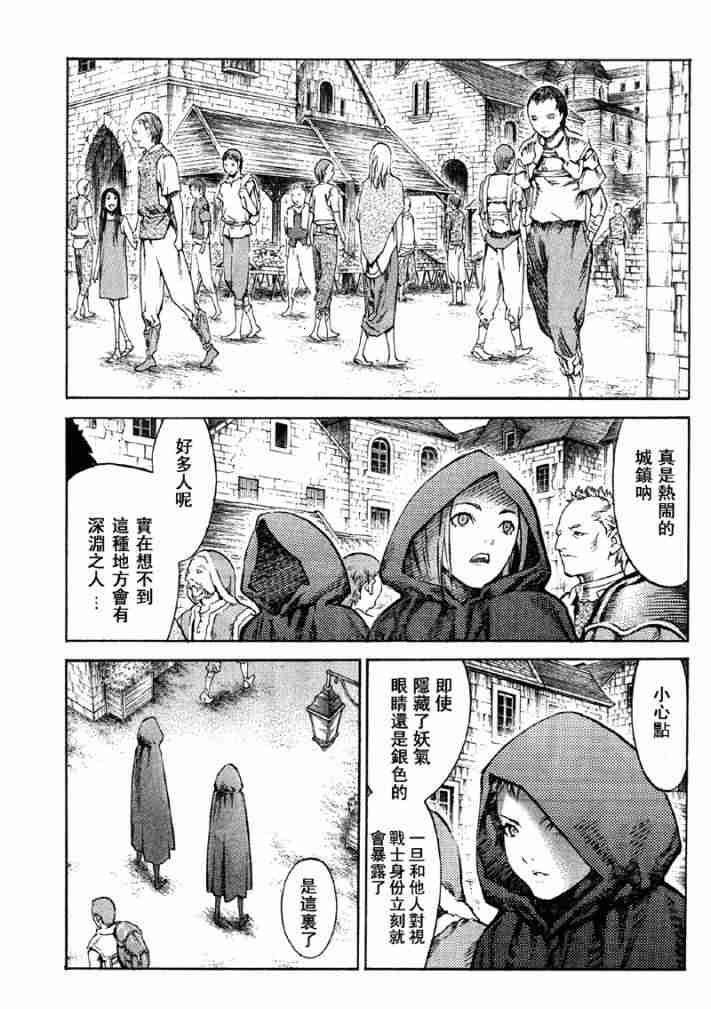 真是熱鬧的
城鎮吶
好多人呢
實在想不到
這種地方會有
深淵之人…
小心點
即使
隱藏了妖氣
眼睛還是銀色的
一旦和他人對視
戰士身份立刻就
會暴露了
是這裏了